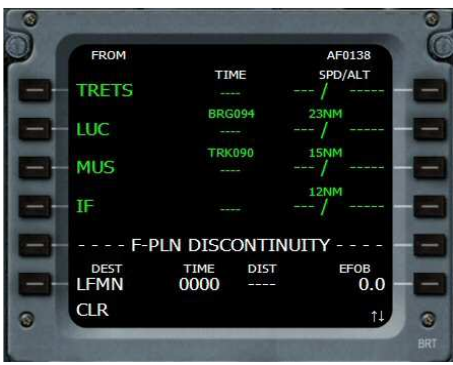 FROM AF0138
TIME SPD/ALT
TRETS ---- --- / -----
BRG094 23NM
LUC ---- --- / -----
TRK090 15NM
MUS ---- --- / -----
12NM
IF ---- --- / -----
- - - - F-PLN DISCONTINUITY - - - -
DEST TIME DIST EFOB
LFMN 0000 ---- 0.0
CLR ↑↓
BRT